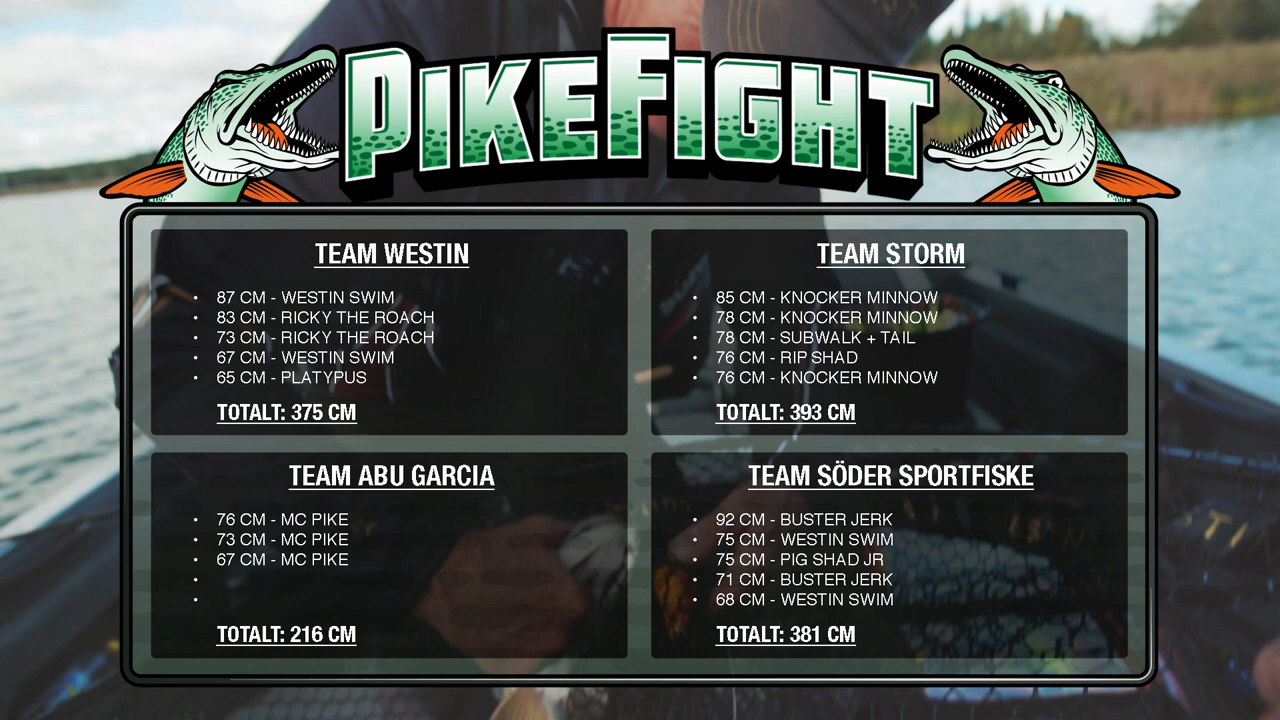 PIKEFIGHT
TEAM WESTIN
• 87 CM - WESTIN SWIM
• 83 CM - RICKY THE ROACH
• 73 CM - RICKY THE ROACH
• 67 CM - WESTIN SWIM
• 65 CM - PLATYPUS
TOTALT: 375 CM
TEAM STORM
• 85 CM - KNOCKER MINNOW
• 78 CM - KNOCKER MINNOW
• 78 CM - SUBWALK + TAIL
• 76 CM - RIP SHAD
• 76 CM - KNOCKER MINNOW
TOTALT: 393 CM
TEAM ABU GARCIA
• 76 CM - MC PIKE
• 73 CM - MC PIKE
• 67 CM - MC PIKE
•
•
TOTALT: 216 CM
TEAM SÖDER SPORTFISKE
• 92 CM - BUSTER JERK
• 75 CM - WESTIN SWIM
• 75 CM - PIG SHAD JR
• 71 CM - BUSTER JERK
• 68 CM - WESTIN SWIM
TOTALT: 381 CM